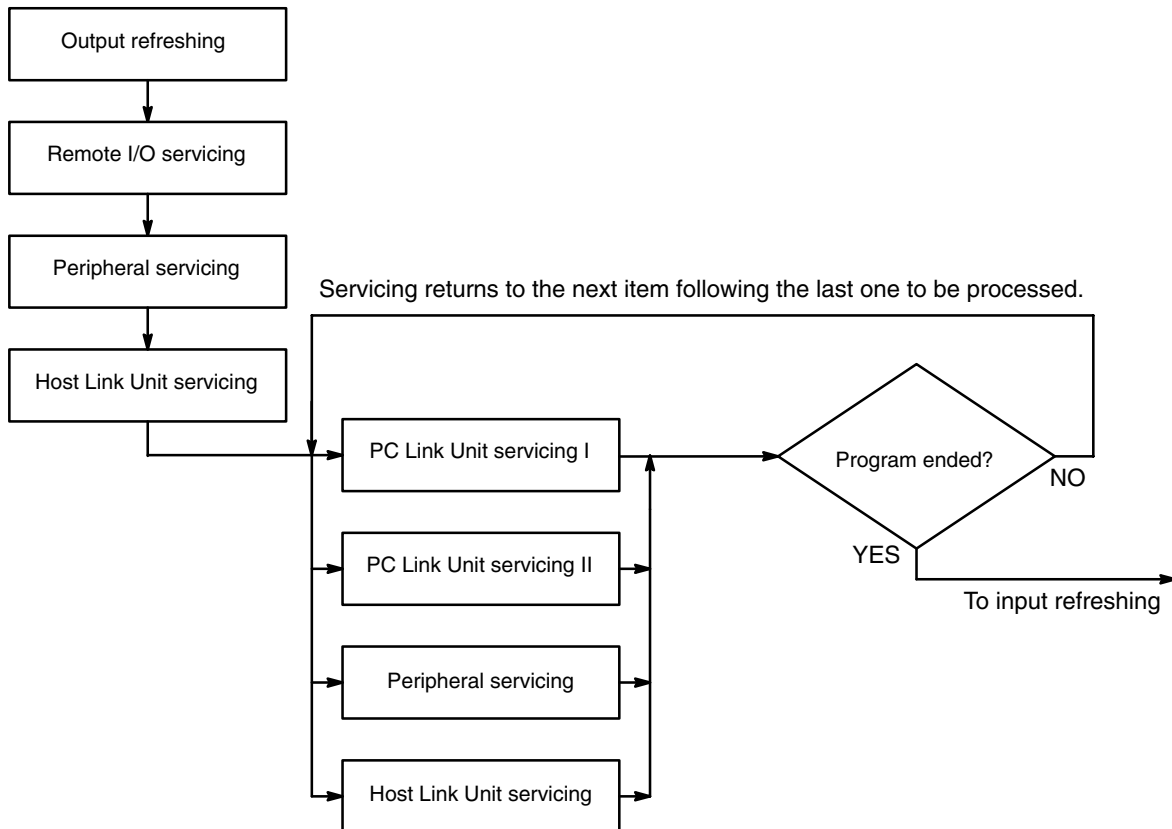 Output refreshing
Remote I/O servicing
Peripheral servicing
Host Link Unit servicing
Servicing returns to the next item following the last one to be processed.
PC Link Unit servicing I
PC Link Unit servicing II
Peripheral servicing
Host Link Unit servicing
Program ended?
NO
YES
To input refreshing